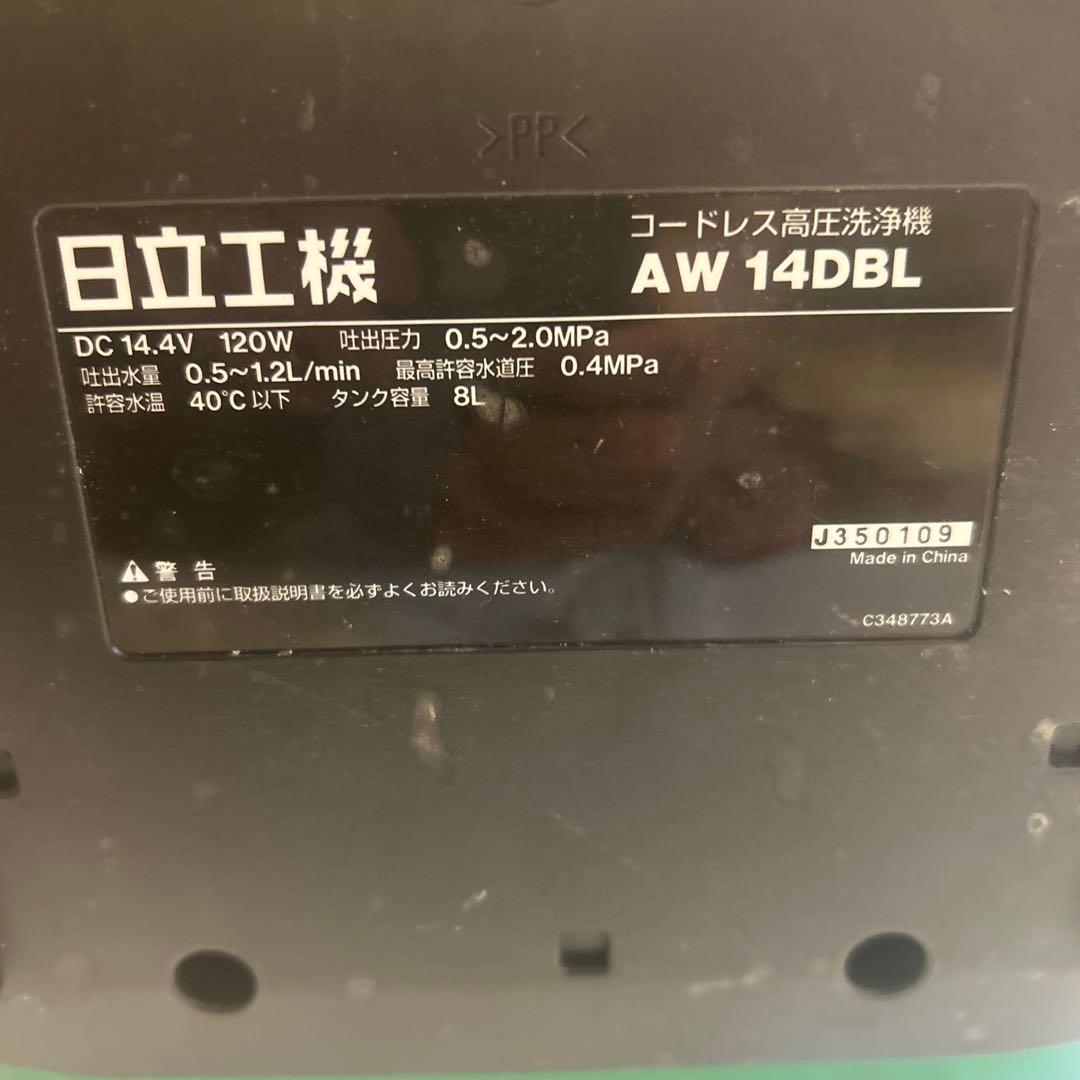 >PP<
日立工機
コードレス高圧洗浄機
AW 14DBL
DC 14.4V 120W 吐出圧力 0.5~2.0MPa
吐出水量 0.5~1.2L/min 最高許容水道圧 0.4MPa
許容水温 40°C以下 タンク容量 8L
J350109
Made in China
⚠警告
●ご使用前に取扱説明書を必ずよくお読みください。
C348773A